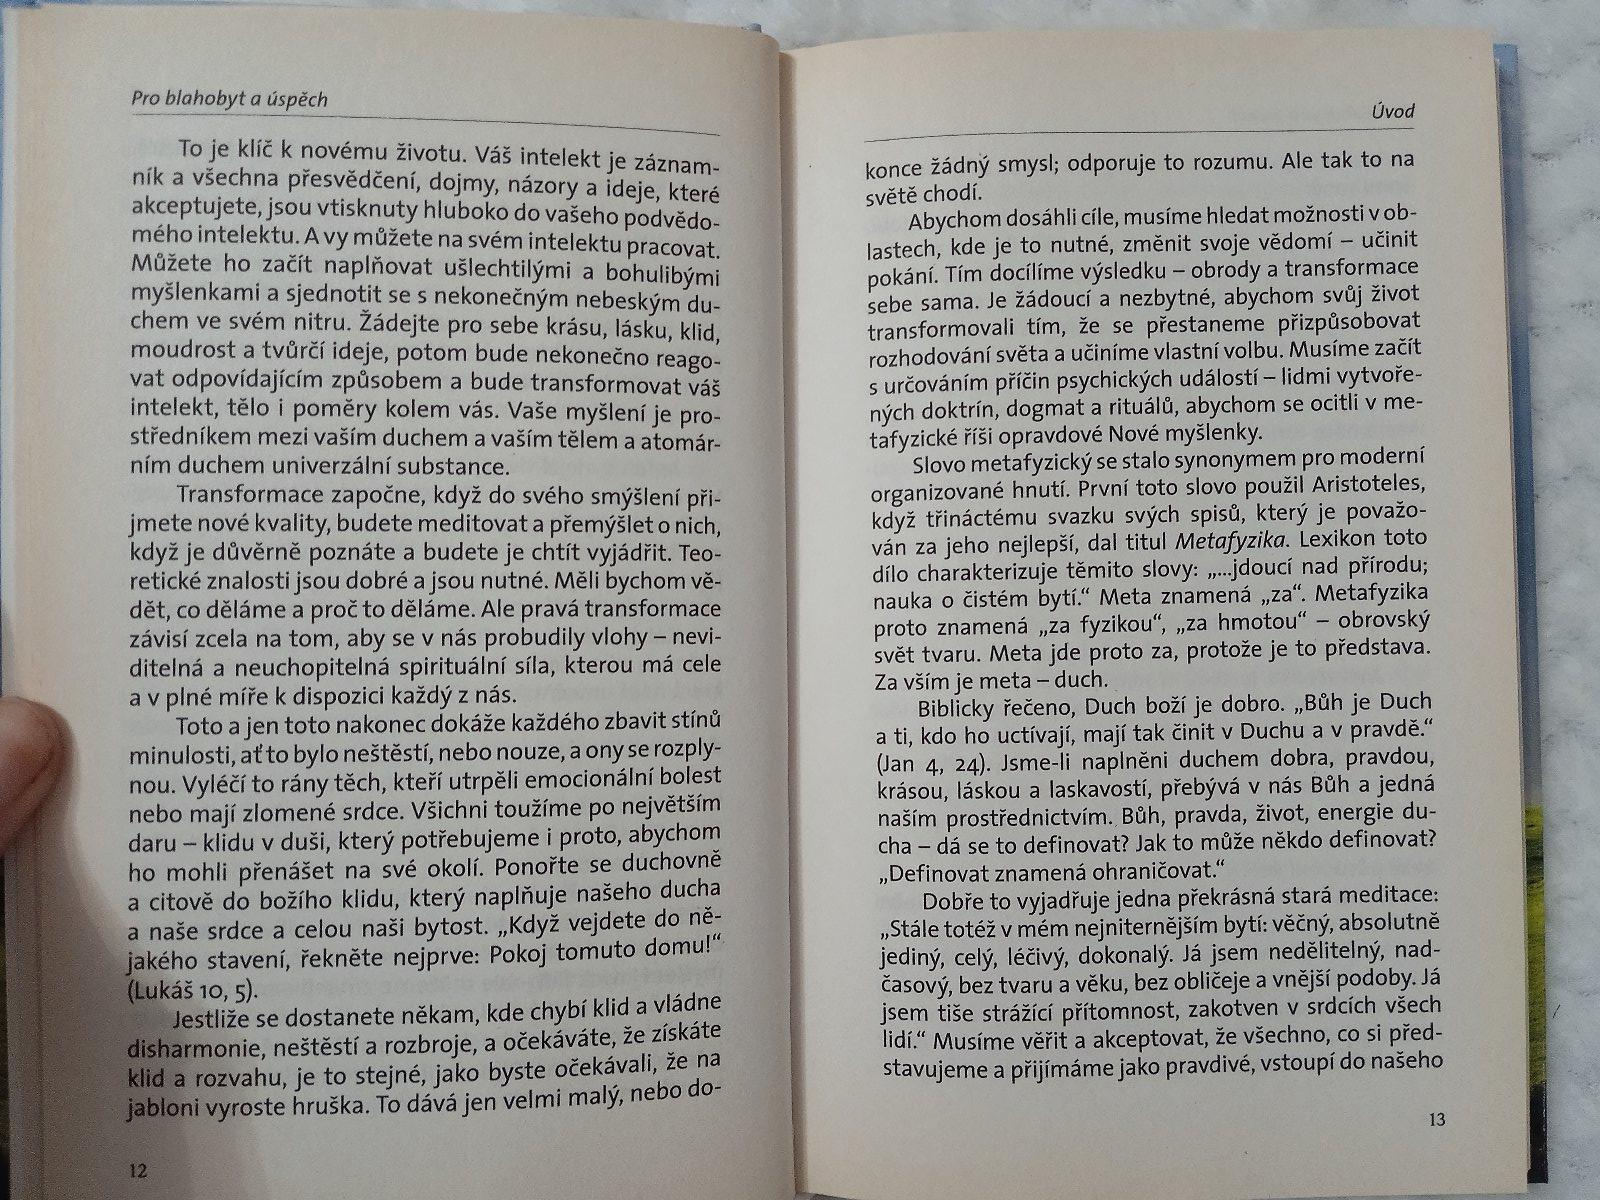 Pro blahobyt a úspěch
To je klíč k novému životu. Váš intelekt je záznam-
ník a všechna přesvědčení, dojmy, názory a ideje, které
akceptujete, jsou vtisknuty hluboko do vašeho podvědo-
mého intelektu. A vy můžete na svém intelektu pracovat.
Můžete ho začít naplňovat ušlechtilými a bohulibými
myšlenkami a sjednotit se s nekonečným nebeským du-
chem ve svém nitru. Žádejte pro sebe krásu, lásku, klid,
moudrost a tvůrčí ideje, potom bude nekonečno reago-
vat odpovídajícím způsobem a bude transformovat váš
intelekt, tělo i poměry kolem vás. Vaše myšlení je pro-
středníkem mezi vaším duchem a vaším tělem a atomár-
ním duchem univerzální substance.
Transformace započne, když do svého smýšlení při-
jmete nové kvality, budete meditovat a přemýšlet o nich,
když je důvěrně poznáte a budete je chtít vyjádřit. Teo-
retické znalosti jsou dobré a jsou nutné. Měli bychom vě-
dět, co děláme a proč to děláme. Ale pravá transformace
závisí zcela na tom, aby se v nás probudily vlohy – nevi-
ditelná a neuchopitelná spirituální síla, kterou má cele
a v plné míře k dispozici každý z nás.
Toto a jen toto nakonec dokáže každého zbavit stínů
minulosti, ať to bylo neštěstí, nebo nouze, a ony se rozply-
nou. Vyléčí to rány těch, kteří utrpěli emocionální bolest
nebo mají zlomené srdce. Všichni toužíme po největším
daru – klidu v duši, který potřebujeme i proto, abychom
ho mohli přenášet na své okolí. Ponořte se duchovně
a citově do božího klidu, který naplňuje našeho ducha
a naše srdce a celou naši bytost. „Když vejdete do ně-
jakého stavení, řekněte nejprve: Pokoj tomuto domu!“
(Lukáš 10, 5).
Jestliže se dostanete někam, kde chybí klid a vládne
disharmonie, neštěstí a rozbroje, a očekáváte, že získáte
klid a rozvahu, je to stejné, jako byste očekávali, že na
jabloni vyroste hruška. To dává jen velmi malý, nebo do-
12
Úvod
konce žádný smysl; odporuje to rozumu. Ale tak to na
světě chodí.
Abychom dosáhli cíle, musíme hledat možnosti v ob-
lastech, kde je to nutné, změnit svoje vědomí – učinit
pokání. Tím docílíme výsledku – obrody a transformace
sebe sama. Je žádoucí a nezbytné, abychom svůj život
transformovali tím, že se přestaneme přizpůsobovat
rozhodování světa a učiníme vlastní volbu. Musíme začít
s určováním příčin psychických událostí – lidmi vytvoře-
ných doktrín, dogmat a rituálů, abychom se ocitli v me-
tafyzické říši opravdové Nové myšlenky.
Slovo metafyzický se stalo synonymem pro moderní
organizované hnutí. První toto slovo použil Aristoteles,
když třináctému svazku svých spisů, který je považo-
ván za jeho nejlepší, dal titul Metafyzika. Lexikon toto
dílo charakterizuje těmito slovy: „...jdoucí nad přírodu;
nauka o čistém bytí.“ Meta znamená „za“. Metafyzika
proto znamená „za fyzikou“, „za hmotou“ – obrovský
svět tvaru. Meta jde proto za, protože je to představa.
Za vším je meta – duch.
Biblicky řečeno, Duch boží je dobro. „Bůh je Duch
a ti, kdo ho uctívají, mají tak činit v Duchu a v pravdě.“
(Jan 4, 24). Jsme-li naplněni duchem dobra, pravdou,
krásou, láskou a laskavostí, přebývá v nás Bůh a jedná
naším prostřednictvím. Bůh, pravda, život, energie du-
cha – dá se to definovat? Jak to může někdo definovat?
„Definovat znamená ohraničovat.“
Dobře to vyjadřuje jedna překrásná stará meditace:
„Stále totéž v mém nejniternějším bytí: věčný, absolutně
jediný, celý, léčivý, dokonalý. Já jsem nedělitelný, nad-
časový, bez tvaru a věku, bez obličeje a vnější podoby. Já
jsem tiše strážící přítomnost, zakotven v srdcích všech
lidí.“ Musíme věřit a akceptovat, že všechno, co si před-
stavujeme a přijímáme jako pravdivé, vstoupí do našeho
13